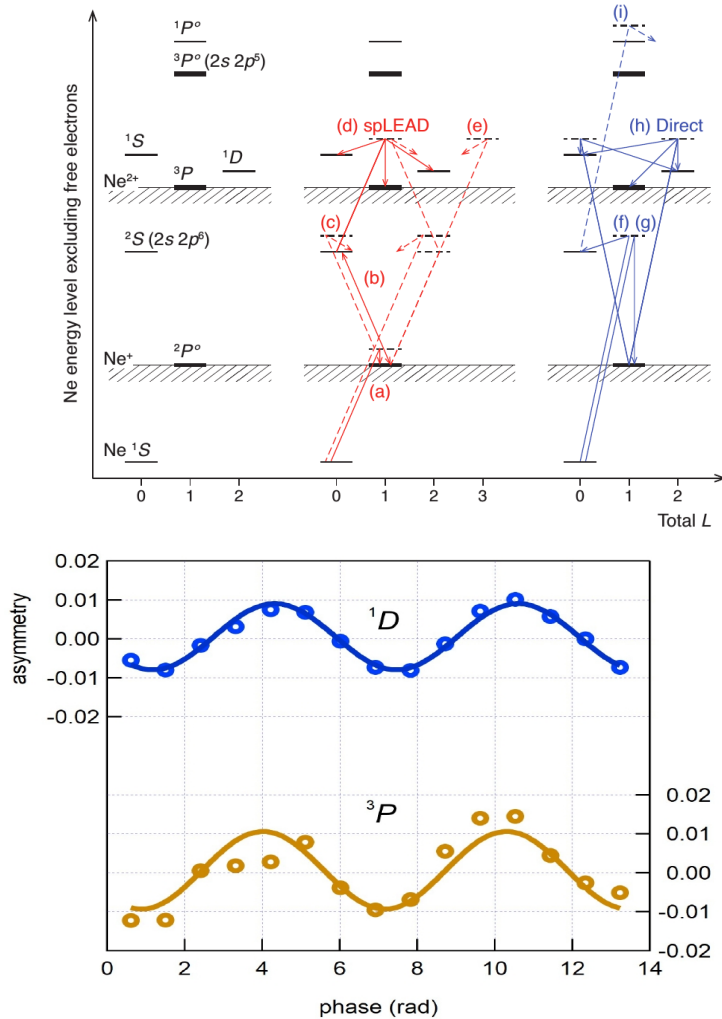 Ne energy level excluding free electrons
¹Pᵒ
³Pᵒ (2s 2p⁵)
¹S
¹D
³P
Ne²⁺
²S (2s 2p⁶)
²Pᵒ
Ne⁺
Ne ¹S
(d) spLEAD
(e)
(c)
(b)
(a)
(i)
(h) Direct
(f) (g)
0 1 2 0 1 2 3 0 1 2
Total L
asymmetry
0.02
0.01
0.00
-0.01
-0.02
¹D
³P
0.02
0.01
0.00
-0.01
-0.02
0 2 4 6 8 10 12 14
phase (rad)